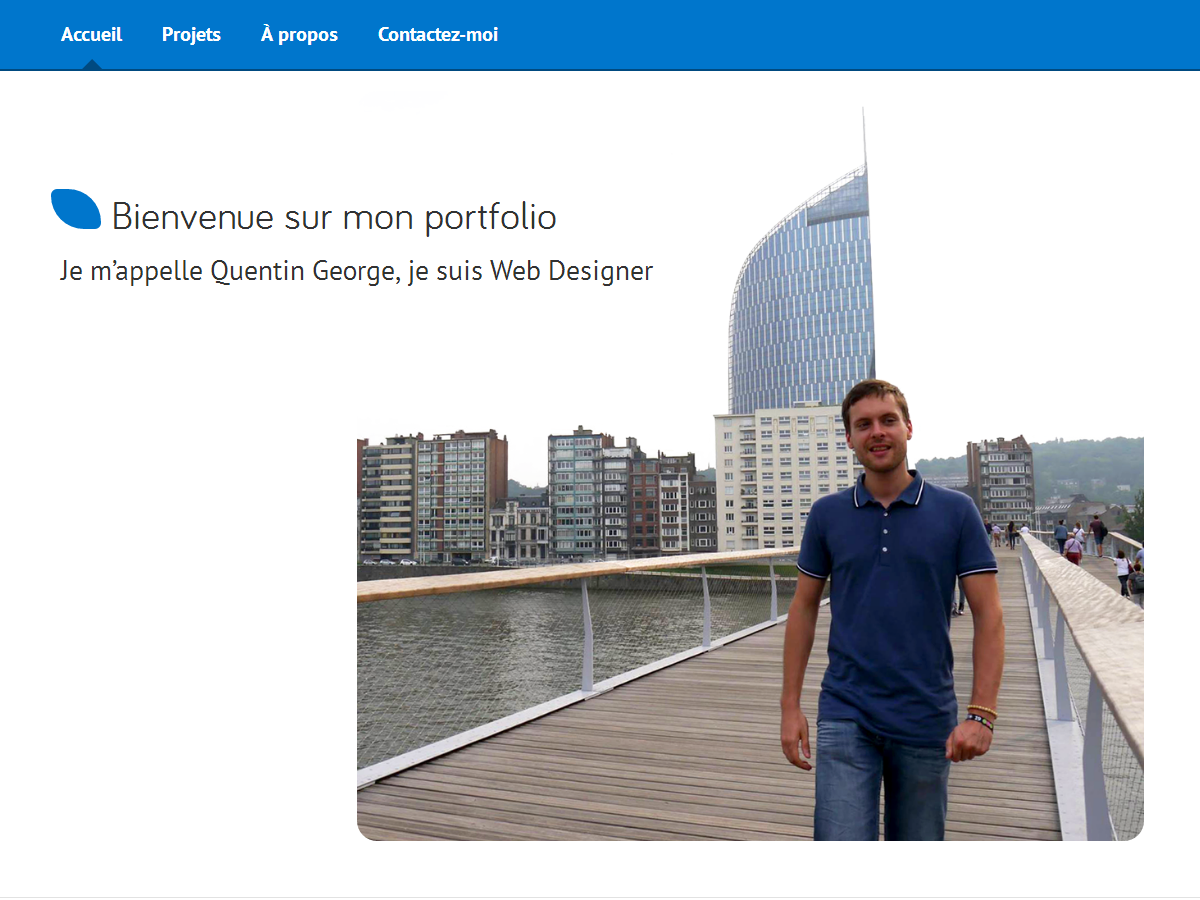 Accueil Projets À propos Contactez-moi
Bienvenue sur mon portfolio
Je m’appelle Quentin George, je suis Web Designer